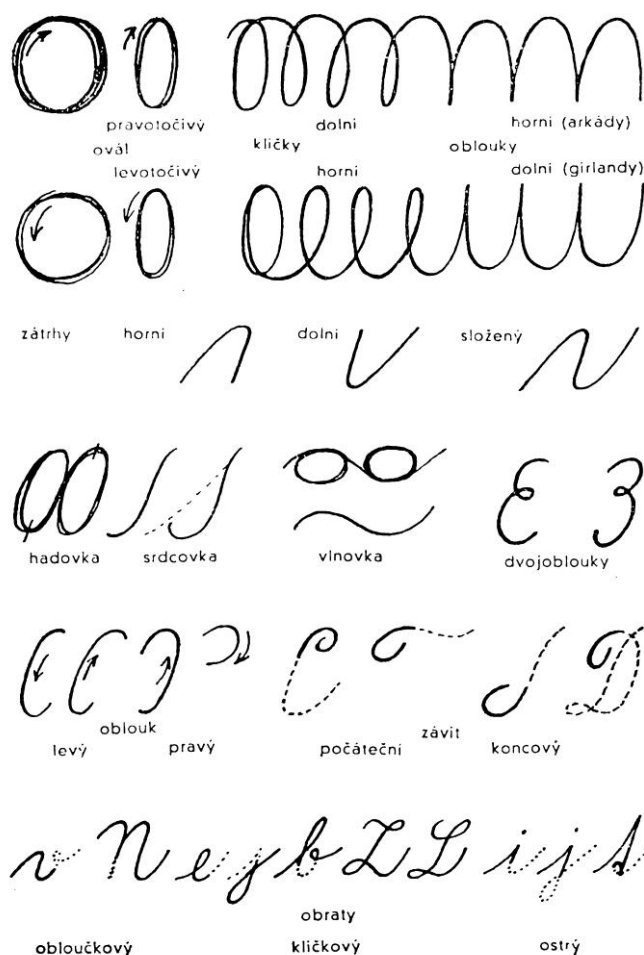 pravotočivý dolní horní (arkády)
ovál kličky oblouky
levotočivý horní dolní (girlandy)
zátrhy horní dolní složený
hadovka srdcovka vlnovka dvojoblouky
oblouk závit
levý pravý počáteční koncový
v N e y b Z L i j s
obraty
obloučkový kličkový ostrý